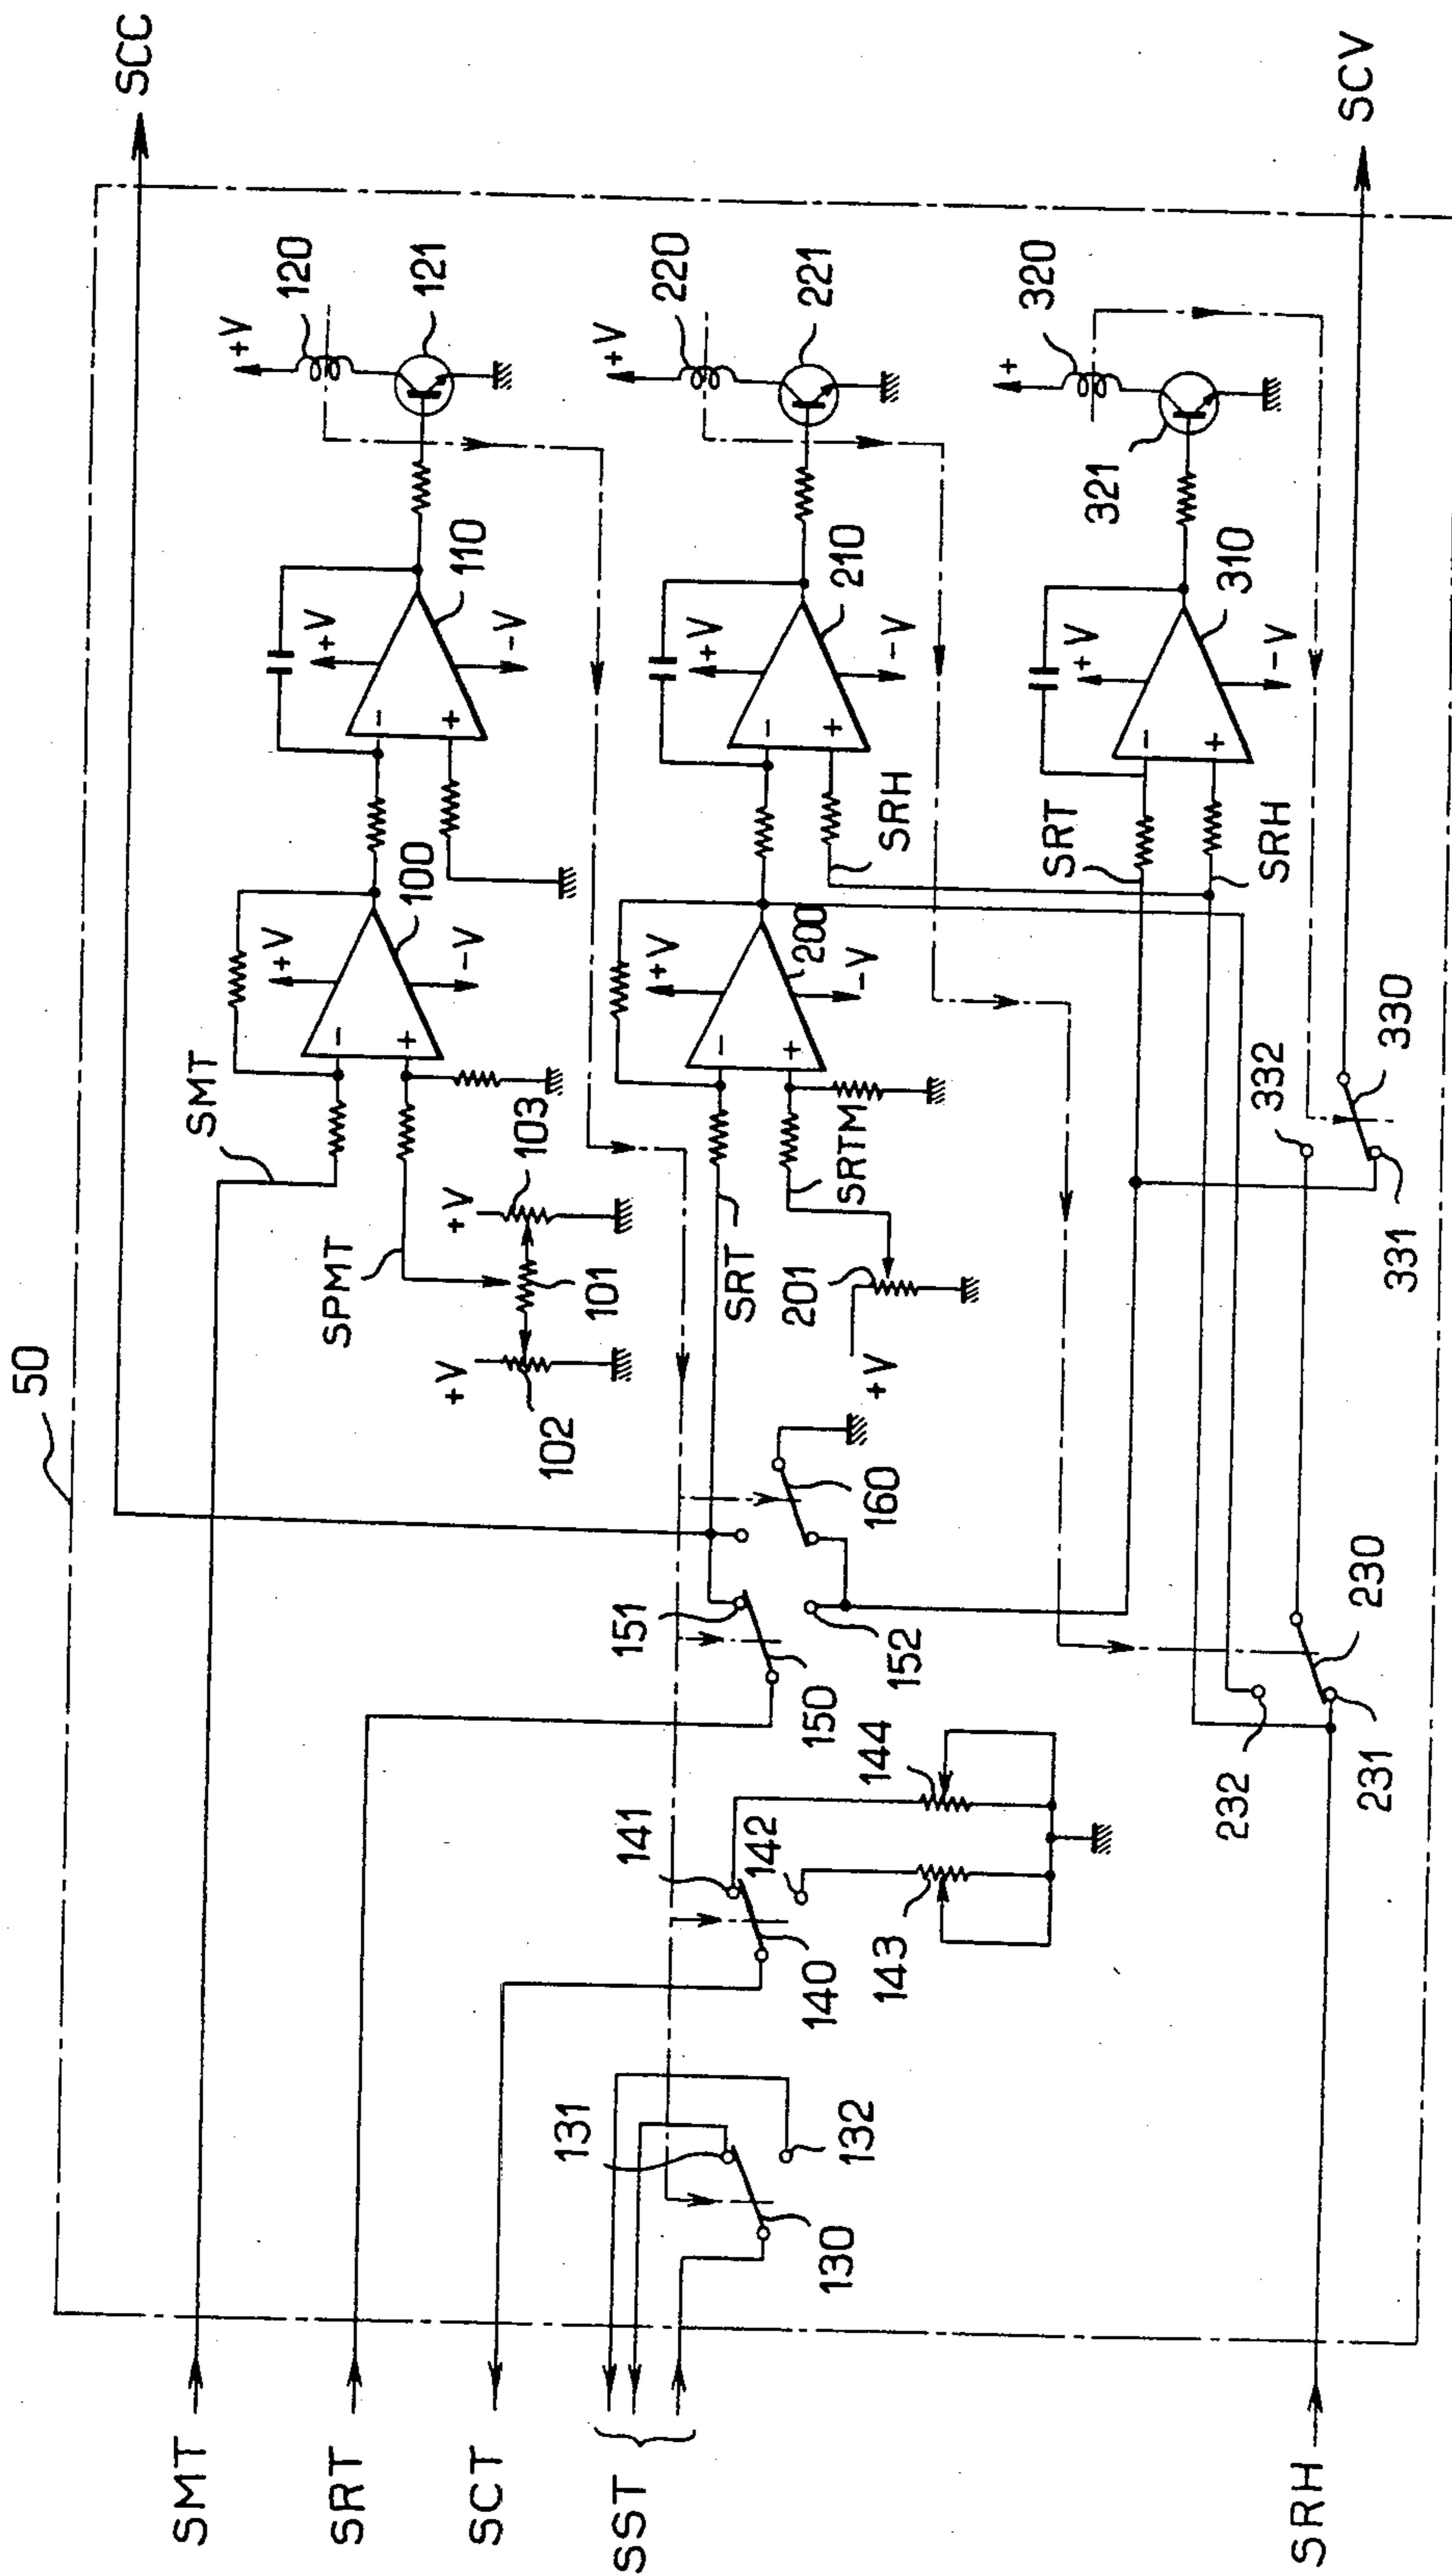 50
SCC
SCV
SMT
SRT
SCT
SST
SRH
120
+V
121
110
+V
-V
100
+V
-V
SMT
SPMT
+V
103
101
+V
102
220
+V
221
210
+V
-V
SRH
200
+V
-V
SRTM
SRT
201
+V
320
+
321
310
+V
-V
SRT
SRH
160
151
152
150
141
142
140
144
143
131
132
130
332
330
331
230
232
231
- +
- +
- +
- +
- +